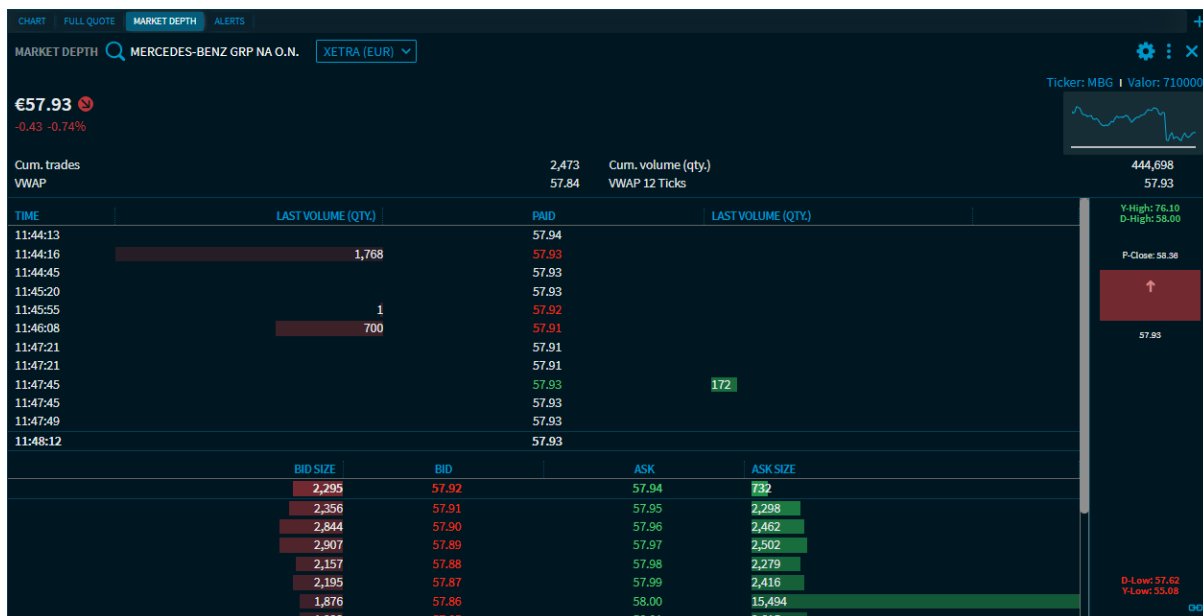 CHART FULL QUOTE MARKET DEPTH ALERTS +
MARKET DEPTH MERCEDES-BENZ GRP NA O.N. XETRA (EUR)
Ticker: MBG I Valor: 710000
€57.93
-0.43 -0.74%
Cum. trades 2,473 Cum. volume (qty.) 444,698
VWAP 57.84 VWAP 12 Ticks 57.93
TIME LAST VOLUME (QTY.) PAID LAST VOLUME (QTY.)
Y-High: 76.10
D-High: 58.00
11:44:13 57.94
11:44:16 1,768 57.93
P-Close: 58.36
11:44:45 57.93
11:45:20 57.93
11:45:55 1 57.92
11:46:08 700 57.91
57.93
11:47:21 57.91
11:47:21 57.91
11:47:45 57.93 172
11:47:45 57.93
11:47:49 57.93
11:48:12 57.93
BID SIZE BID ASK ASK SIZE
2,295 57.92 57.94 732
2,356 57.91 57.95 2,298
2,844 57.90 57.96 2,462
2,907 57.89 57.97 2,502
2,157 57.88 57.98 2,279
2,195 57.87 57.99 2,416
1,876 57.86 58.00 15,494
D-Low: 57.62
Y-Low: 55.08